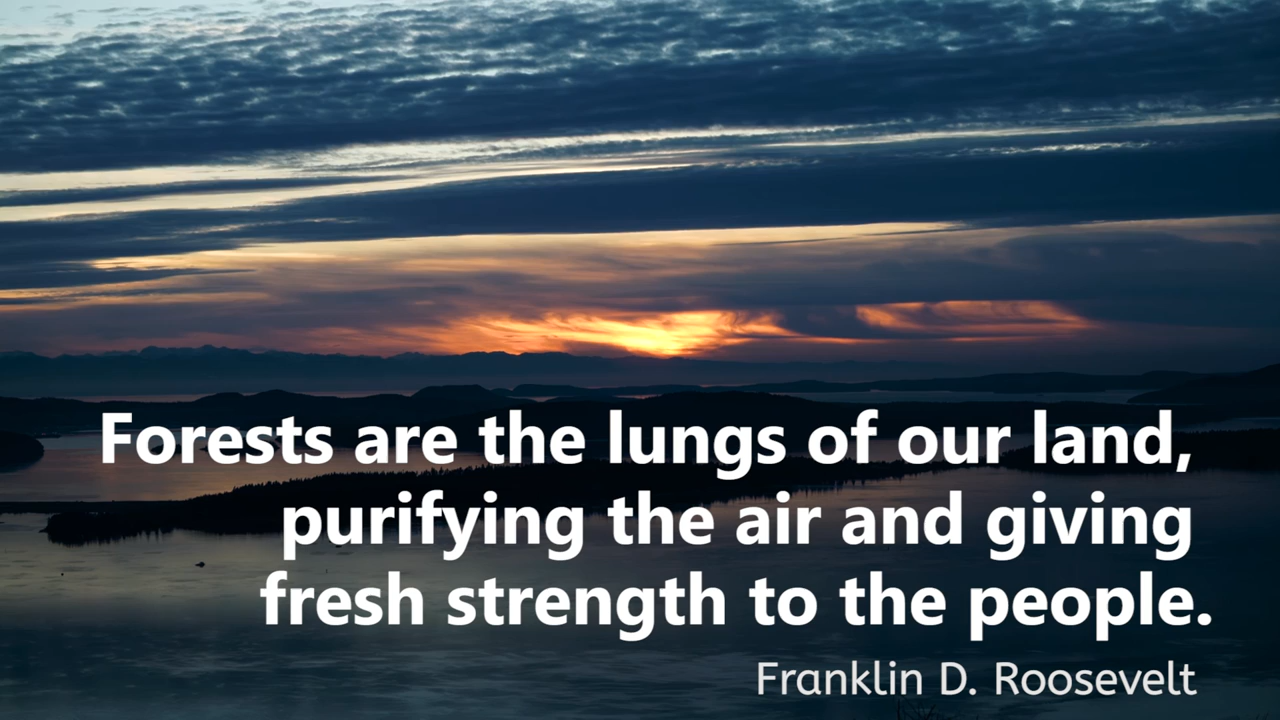 Forests are the lungs of our land,
purifying the air and giving
fresh strength to the people.
Franklin D. Roosevelt